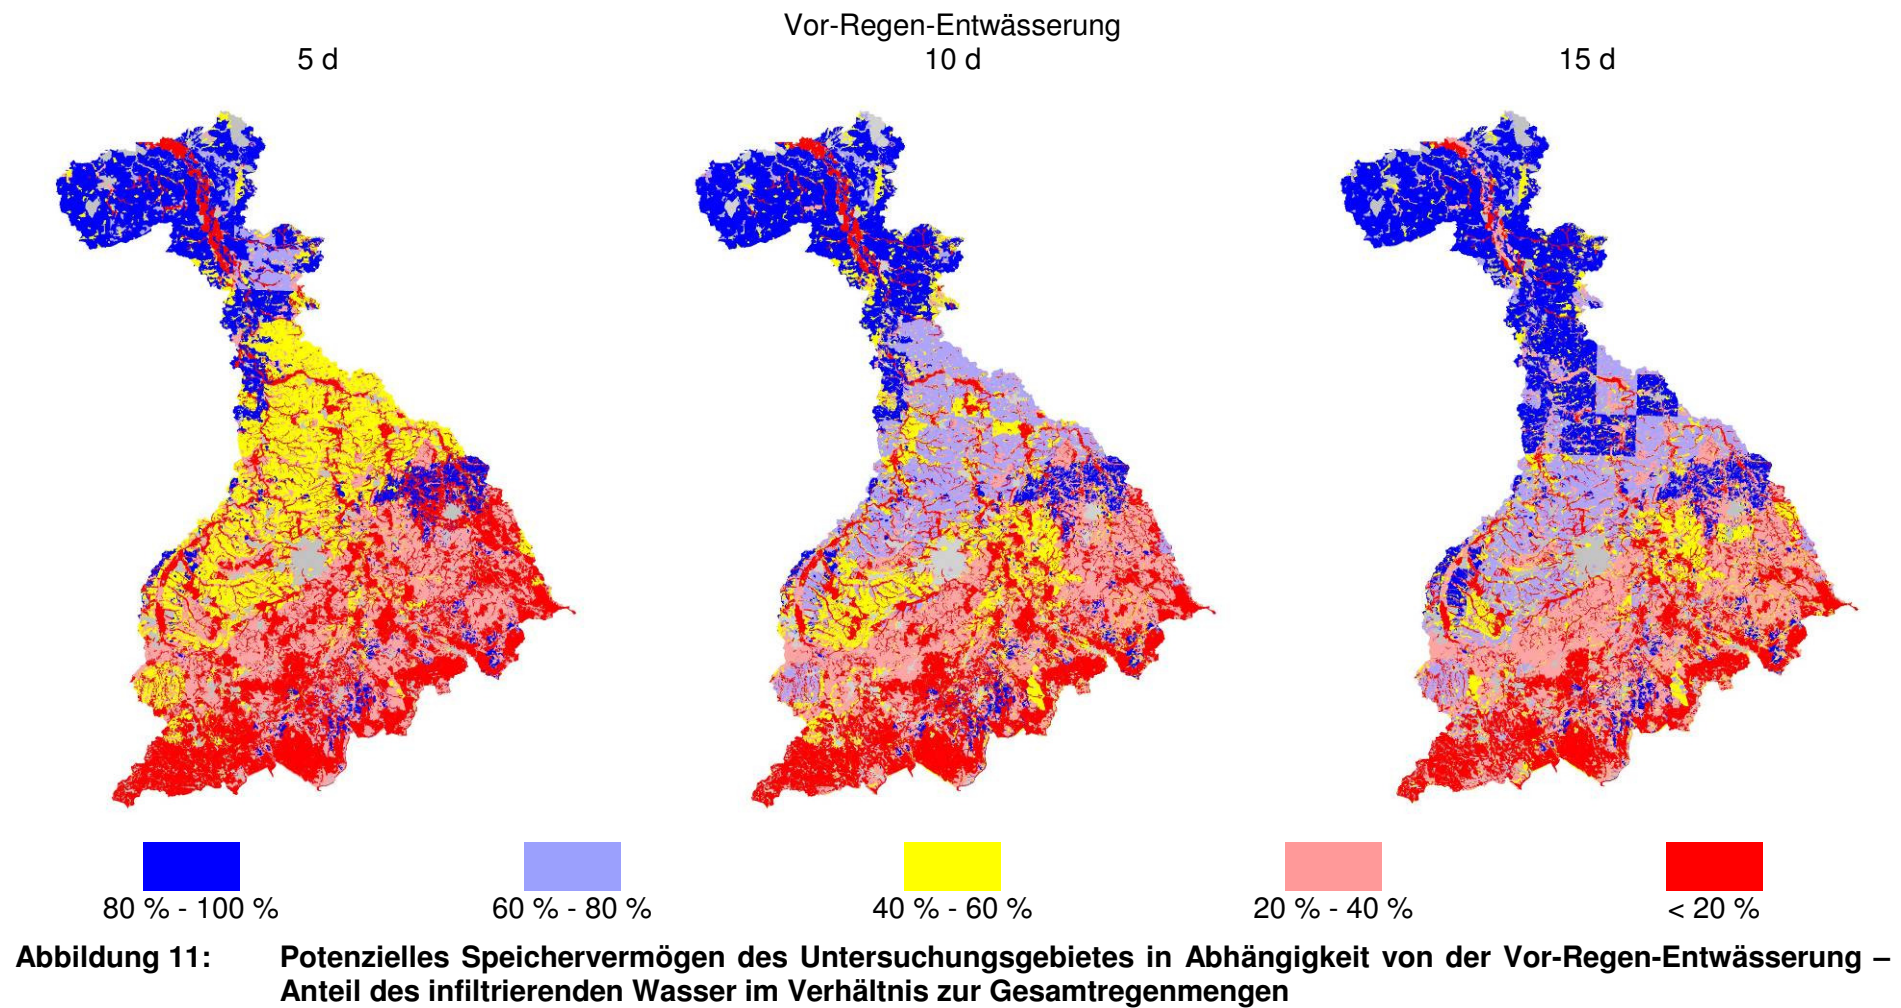 Vor-Regen-Entwässerung
5 d 10 d 15 d
80 % - 100 % 60 % - 80 % 40 % - 60 % 20 % - 40 % < 20 %
Abbildung 11: Potenzielles Speichervermögen des Untersuchungsgebietes in Abhängigkeit von der Vor-Regen-Entwässerung –
Anteil des infiltrierenden Wasser im Verhältnis zur Gesamtregenmengen